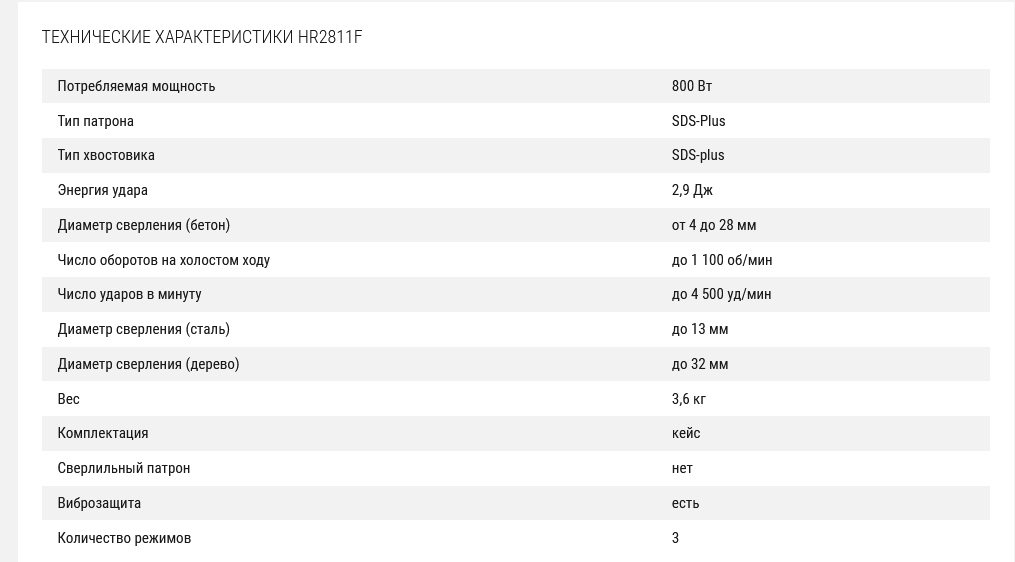 ТЕХНИЧЕСКИЕ ХАРАКТЕРИСТИКИ HR2811F
Потребляемая мощность 800 Вт
Тип патрона SDS-Plus
Тип хвостовика SDS-plus
Энергия удара 2,9 Дж
Диаметр сверления (бетон) от 4 до 28 мм
Число оборотов на холостом ходу до 1 100 об/мин
Число ударов в минуту до 4 500 уд/мин
Диаметр сверления (сталь) до 13 мм
Диаметр сверления (дерево) до 32 мм
Вес 3,6 кг
Комплектация кейс
Сверлильный патрон нет
Виброзащита есть
Количество режимов 3